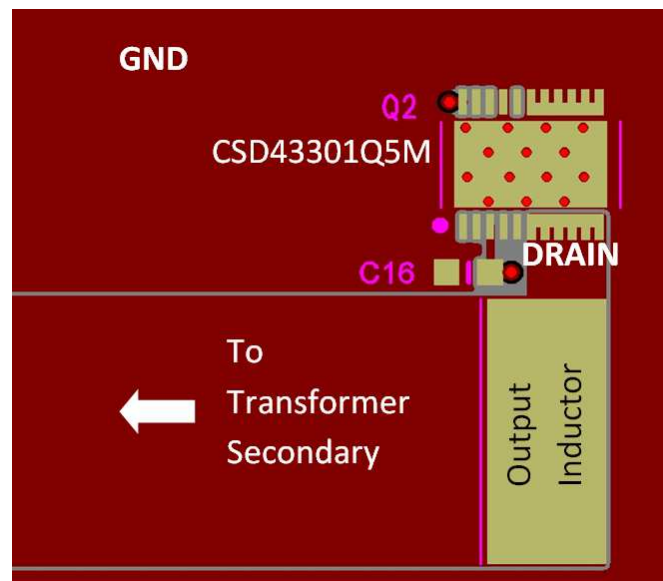 GND
Q2
CSD43301Q5M
DRAIN
C16
To
Transformer
Secondary
Output
Inductor